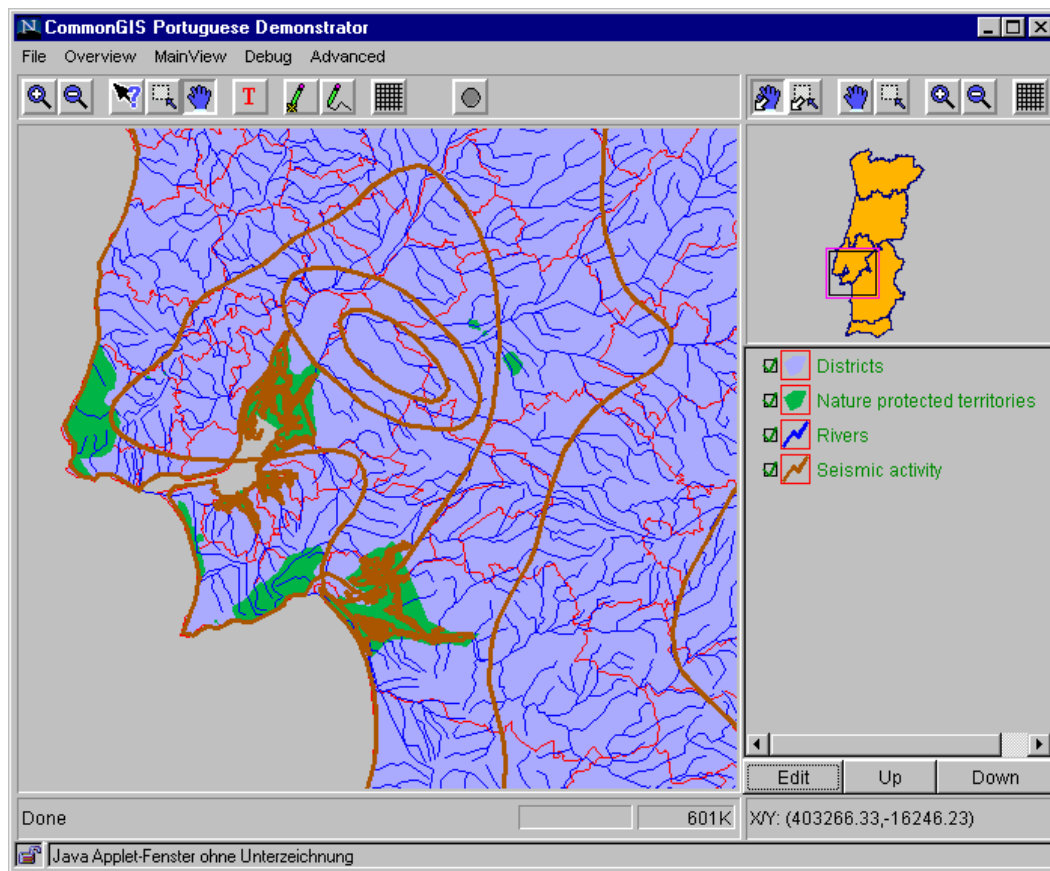 CommonGIS Portuguese Demonstrator
File Overview MainView Debug Advanced
T
Districts
Nature protected territories
Rivers
Seismic activity
Edit Up Down
Done
601K
X/Y: (403266.33,-16246.23)
Java Applet-Fenster ohne Unterzeichnung